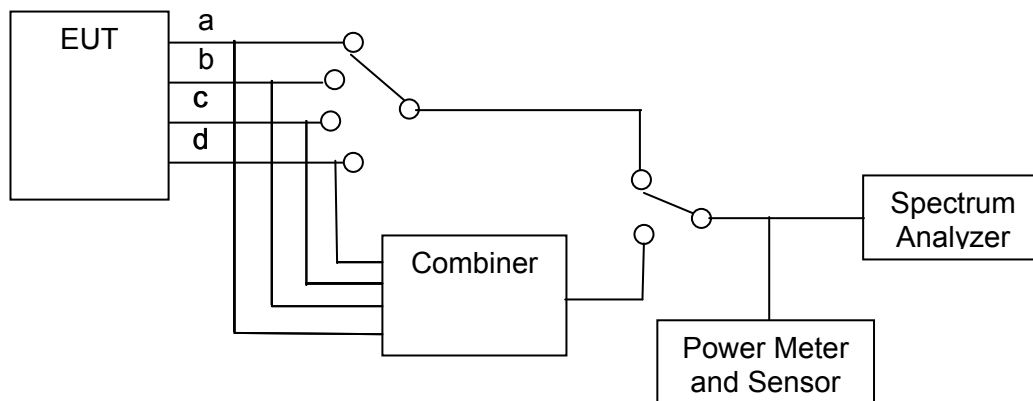 EUT
a
b
c
d
Combiner
Spectrum
Analyzer
Power Meter
and Sensor